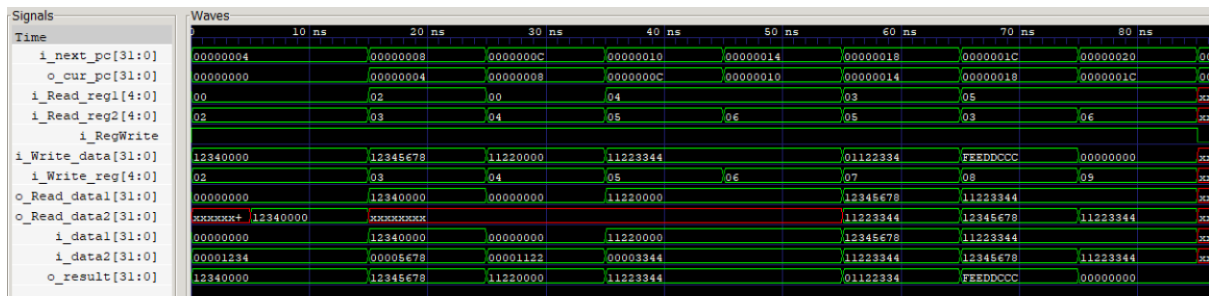 Signals Waves
Time 10 ns 20 ns 30 ns 40 ns 50 ns 60 ns 70 ns 80 ns
i_next_pc[31:0] 00000004 00000008 0000000C 00000010 00000014 00000018 0000001C 00000020
o_cur_pc[31:0] 00000000 00000004 00000008 0000000C 00000010 00000014 00000018 0000001C
i_Read_reg1[4:0] 00 02 00 04 03 05
i_Read_reg2[4:0] 02 03 04 05 06 05 03 06
i_RegWrite
i_Write_data[31:0] 12340000 12345678 11220000 11223344 01122334 FEEDDCCC 00000000
i_Write_reg[4:0] 02 03 04 05 06 07 08 09
o_Read_data1[31:0] 00000000 12340000 00000000 11220000 12345678 11223344
o_Read_data2[31:0] xxxxxx+ 12340000 xxxxxxxx 11223344 12345678 11223344
i_data1[31:0] 00000000 12340000 00000000 11220000 12345678 11223344
i_data2[31:0] 00001234 00005678 00001122 00003344 11223344 12345678 11223344
o_result[31:0] 12340000 12345678 11220000 11223344 01122334 FEEDDCCC 00000000